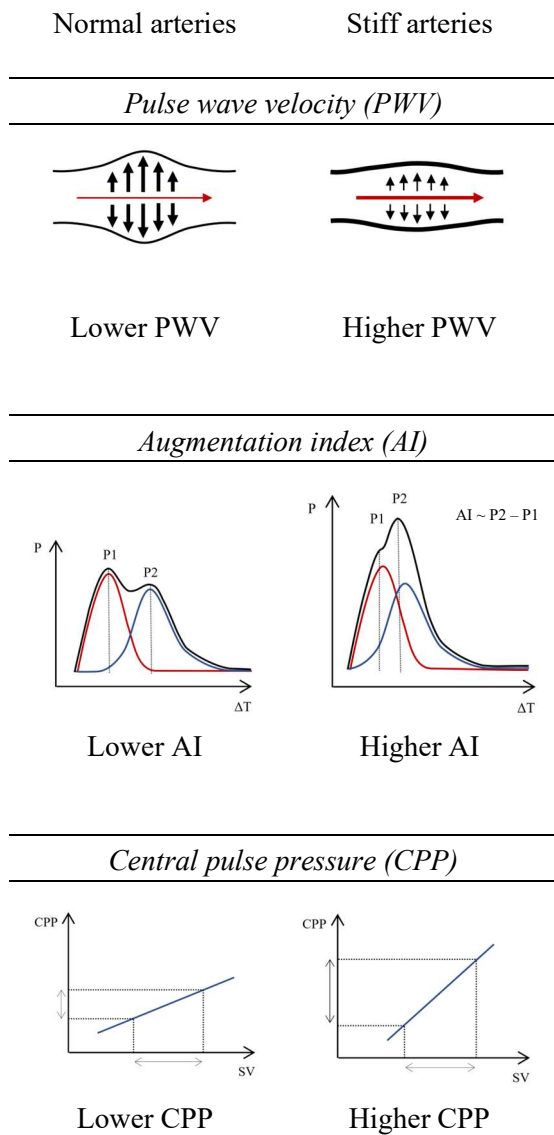 Normal arteries Stiff arteries
Pulse wave velocity (PWV)
Lower PWV Higher PWV
Augmentation index (AI)
P P1 P2 ΔT
P P1 P2 AI ~ P2 – P1 ΔT
Lower AI Higher AI
Central pulse pressure (CPP)
CPP SV CPP SV
Lower CPP Higher CPP